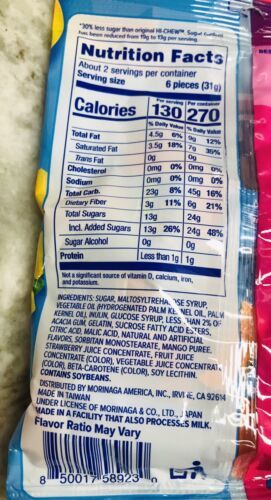 *30% less sugar than original HI-CHEW™. Sugar content
has been reduced from 19g to 13g per serving.
Nutrition Facts
About 2 servings per container
Serving size 6 pieces (31g)
Per serving Per container
Calories 130 270
% Daily Value % Daily Value
Total Fat 4.5g 6% 9g 12%
Saturated Fat 3.5g 18% 7g 35%
Trans Fat 0g 0g
Cholesterol 0mg 0% 0mg 0%
Sodium 0mg 0% 0mg 0%
Total Carb. 23g 8% 45g 16%
Dietary Fiber 3g 11% 6g 21%
Total Sugars 13g 24g
Incl. Added Sugars 13g 26% 24g 48%
Sugar Alcohol 0g 0g
Protein Less than 1g 1g
Not a significant source of vitamin D, calcium, iron,
and potassium.
INGREDIENTS: SUGAR, MALTOSYLTREHALOSE SYRUP,
VEGETABLE OIL (HYDROGENATED PALM KERNEL OIL, PALM
KERNEL OIL), INULIN, GLUCOSE SYRUP, LESS THAN 2% OF
ACACIA GUM, GELATIN, SUCROSE FATTY ACID ESTERS,
CITRIC ACID, MALIC ACID, NATURAL AND ARTIFICIAL
FLAVORS, SORBITAN MONOSTEARATE, MANGO PUREE,
STRAWBERRY JUICE CONCENTRATE, FRUIT JUICE
CONCENTRATE (COLOR), VEGETABLE JUICE CONCENTRATE
(COLOR), BETA-CAROTENE (COLOR), SOY LECITHIN.
CONTAINS SOYBEANS.
DISTRIBUTED BY MORINAGA AMERICA, INC., IRVINE, CA 92614
MADE IN TAIWAN
UNDER LICENSE OF MORINAGA & CO., LTD., JAPAN
MADE IN A FACILITY THAT ALSO PROCESSES MILK.
Flavor Ratio May Vary
8 50017 58923